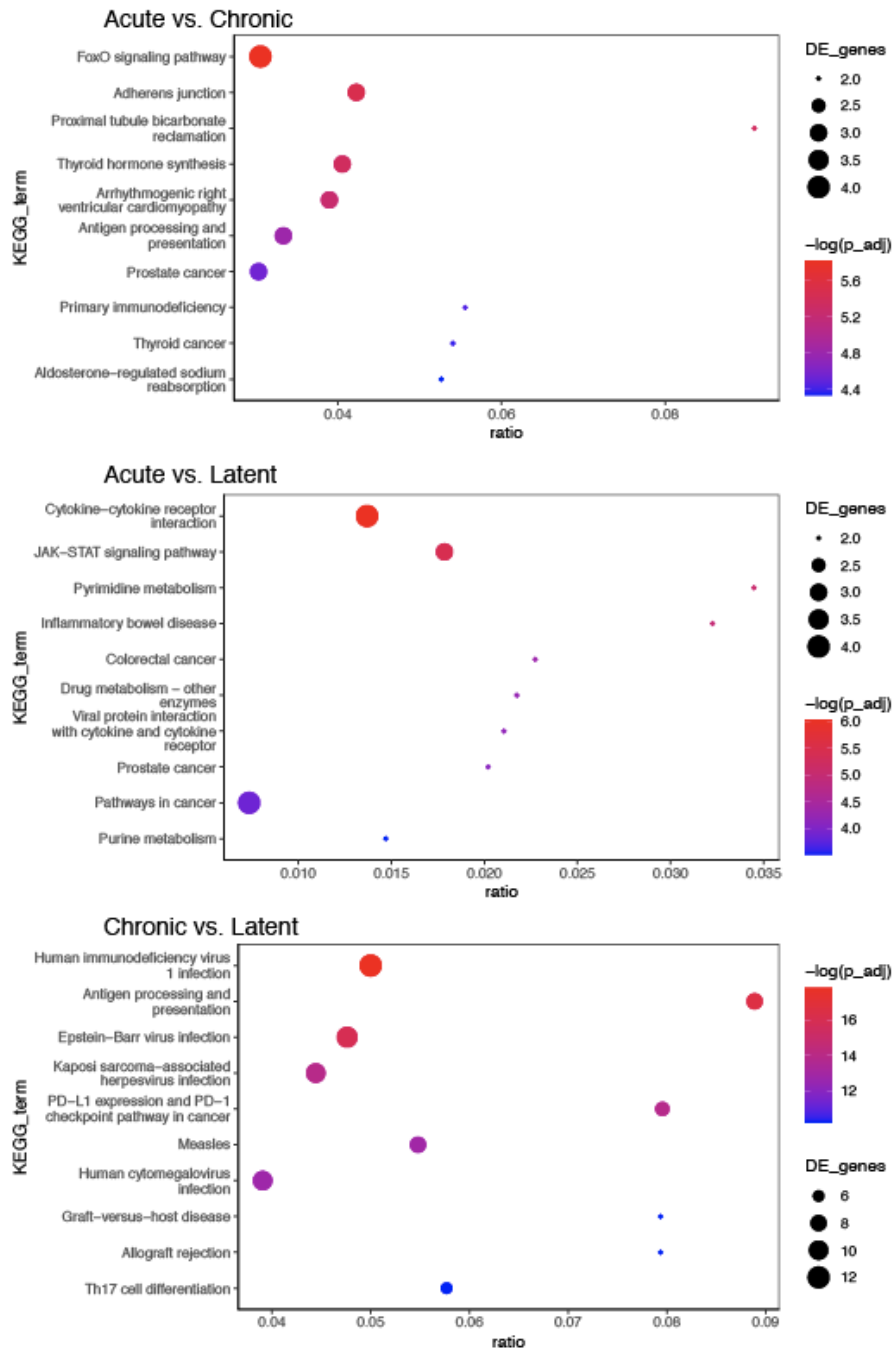 Acute vs. Chronic
KEGG_term
FoxO signaling pathway
Adherens junction
Proximal tubule bicarbonate
reclamation
Thyroid hormone synthesis
Arrhythmogenic right
ventricular cardiomyopathy
Antigen processing and
presentation
Prostate cancer
Primary immunodeficiency
Thyroid cancer
Aldosterone−regulated sodium
reabsorption
0.04 0.06 0.08
ratio
DE_genes
2.0
2.5
3.0
3.5
4.0
−log(p_adj)
5.6
5.2
4.8
4.4
Acute vs. Latent
KEGG_term
Cytokine−cytokine receptor
interaction
JAK−STAT signaling pathway
Pyrimidine metabolism
Inflammatory bowel disease
Colorectal cancer
Drug metabolism − other
enzymes
Viral protein interaction
with cytokine and cytokine
receptor
Prostate cancer
Pathways in cancer
Purine metabolism
0.010 0.015 0.020 0.025 0.030 0.035
ratio
DE_genes
2.0
2.5
3.0
3.5
4.0
−log(p_adj)
6.0
5.5
5.0
4.5
4.0
Chronic vs. Latent
KEGG_term
Human immunodeficiency virus
1 infection
Antigen processing and
presentation
Epstein−Barr virus infection
Kaposi sarcoma−associated
herpesvirus infection
PD−L1 expression and PD−1
checkpoint pathway in cancer
Measles
Human cytomegalovirus
infection
Graft−versus−host disease
Allograft rejection
Th17 cell differentiation
0.04 0.05 0.06 0.07 0.08 0.09
ratio
−log(p_adj)
16
14
12
DE_genes
6
8
10
12